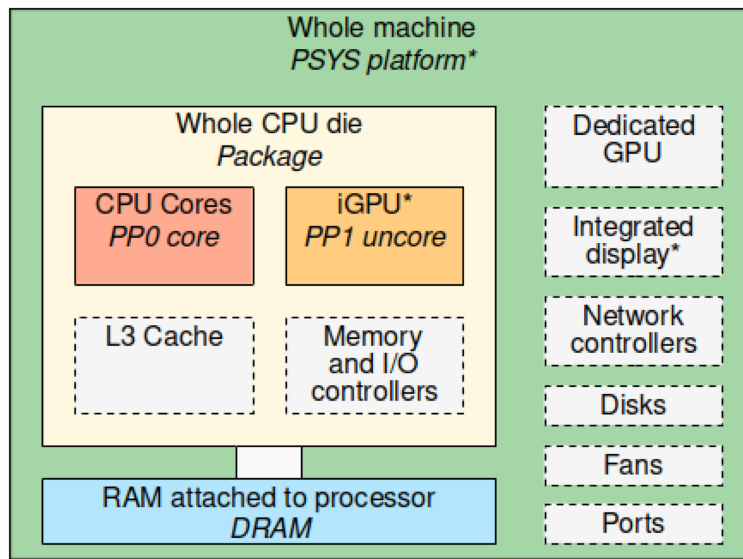 Whole machine
PSYS platform*
Whole CPU die
Package
CPU Cores
PP0 core
iGPU*
PP1 uncore
L3 Cache
Memory
and I/O
controllers
RAM attached to processor
DRAM
Dedicated
GPU
Integrated
display*
Network
controllers
Disks
Fans
Ports